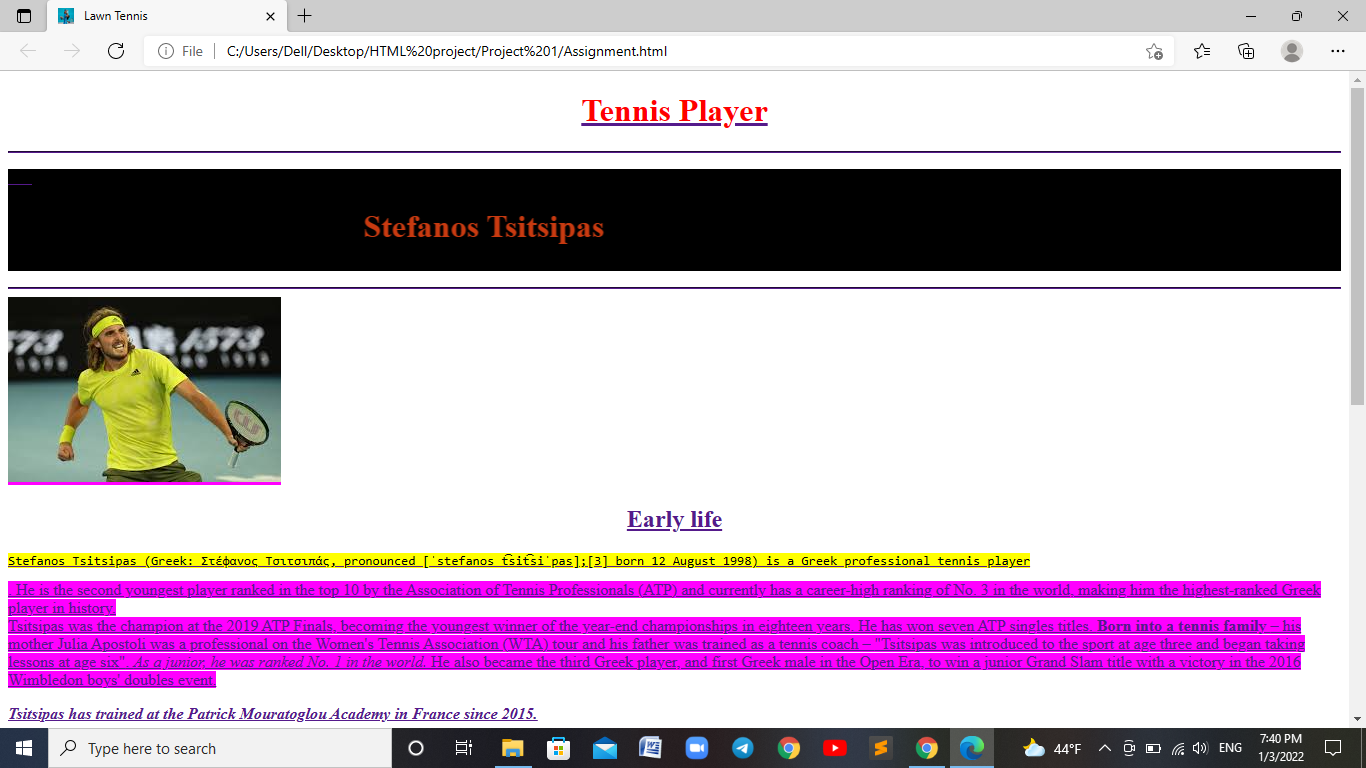 Lawn Tennis
File
C:/Users/Dell/Desktop/HTML%20project/Project%201/Assignment.html
Tennis Player
Stefanos Tsitsipas
1573
Early life
Stefanos Tsitsipas (Greek: Στέφανος Τσιτσιπάς, pronounced [ˈstefanos t͡sit͡siˈpas];[3] born 12 August 1998) is a Greek professional tennis player
He is the second youngest player ranked in the top 10 by the Association of Tennis Professionals (ATP) and currently has a career-high ranking of No. 3 in the world, making him the highest-ranked Greek
player in history.
Tsitsipas was the champion at the 2019 ATP Finals, becoming the youngest winner of the year-end championships in eighteen years. He has won seven ATP singles titles. Born into a tennis family – his
mother Julia Apostoli was a professional on the Women's Tennis Association (WTA) tour and his father was trained as a tennis coach – "Tsitsipas was introduced to the sport at age three and began taking
lessons at age six". As a junior, he was ranked No. 1 in the world. He also became the third Greek player, and first Greek male in the Open Era, to win a junior Grand Slam title with a victory in the 2016
Wimbledon boys' doubles event.
Tsitsipas has trained at the Patrick Mouratoglou Academy in France since 2015.
Type here to search
44°F
ENG
7:40 PM
1/3/2022